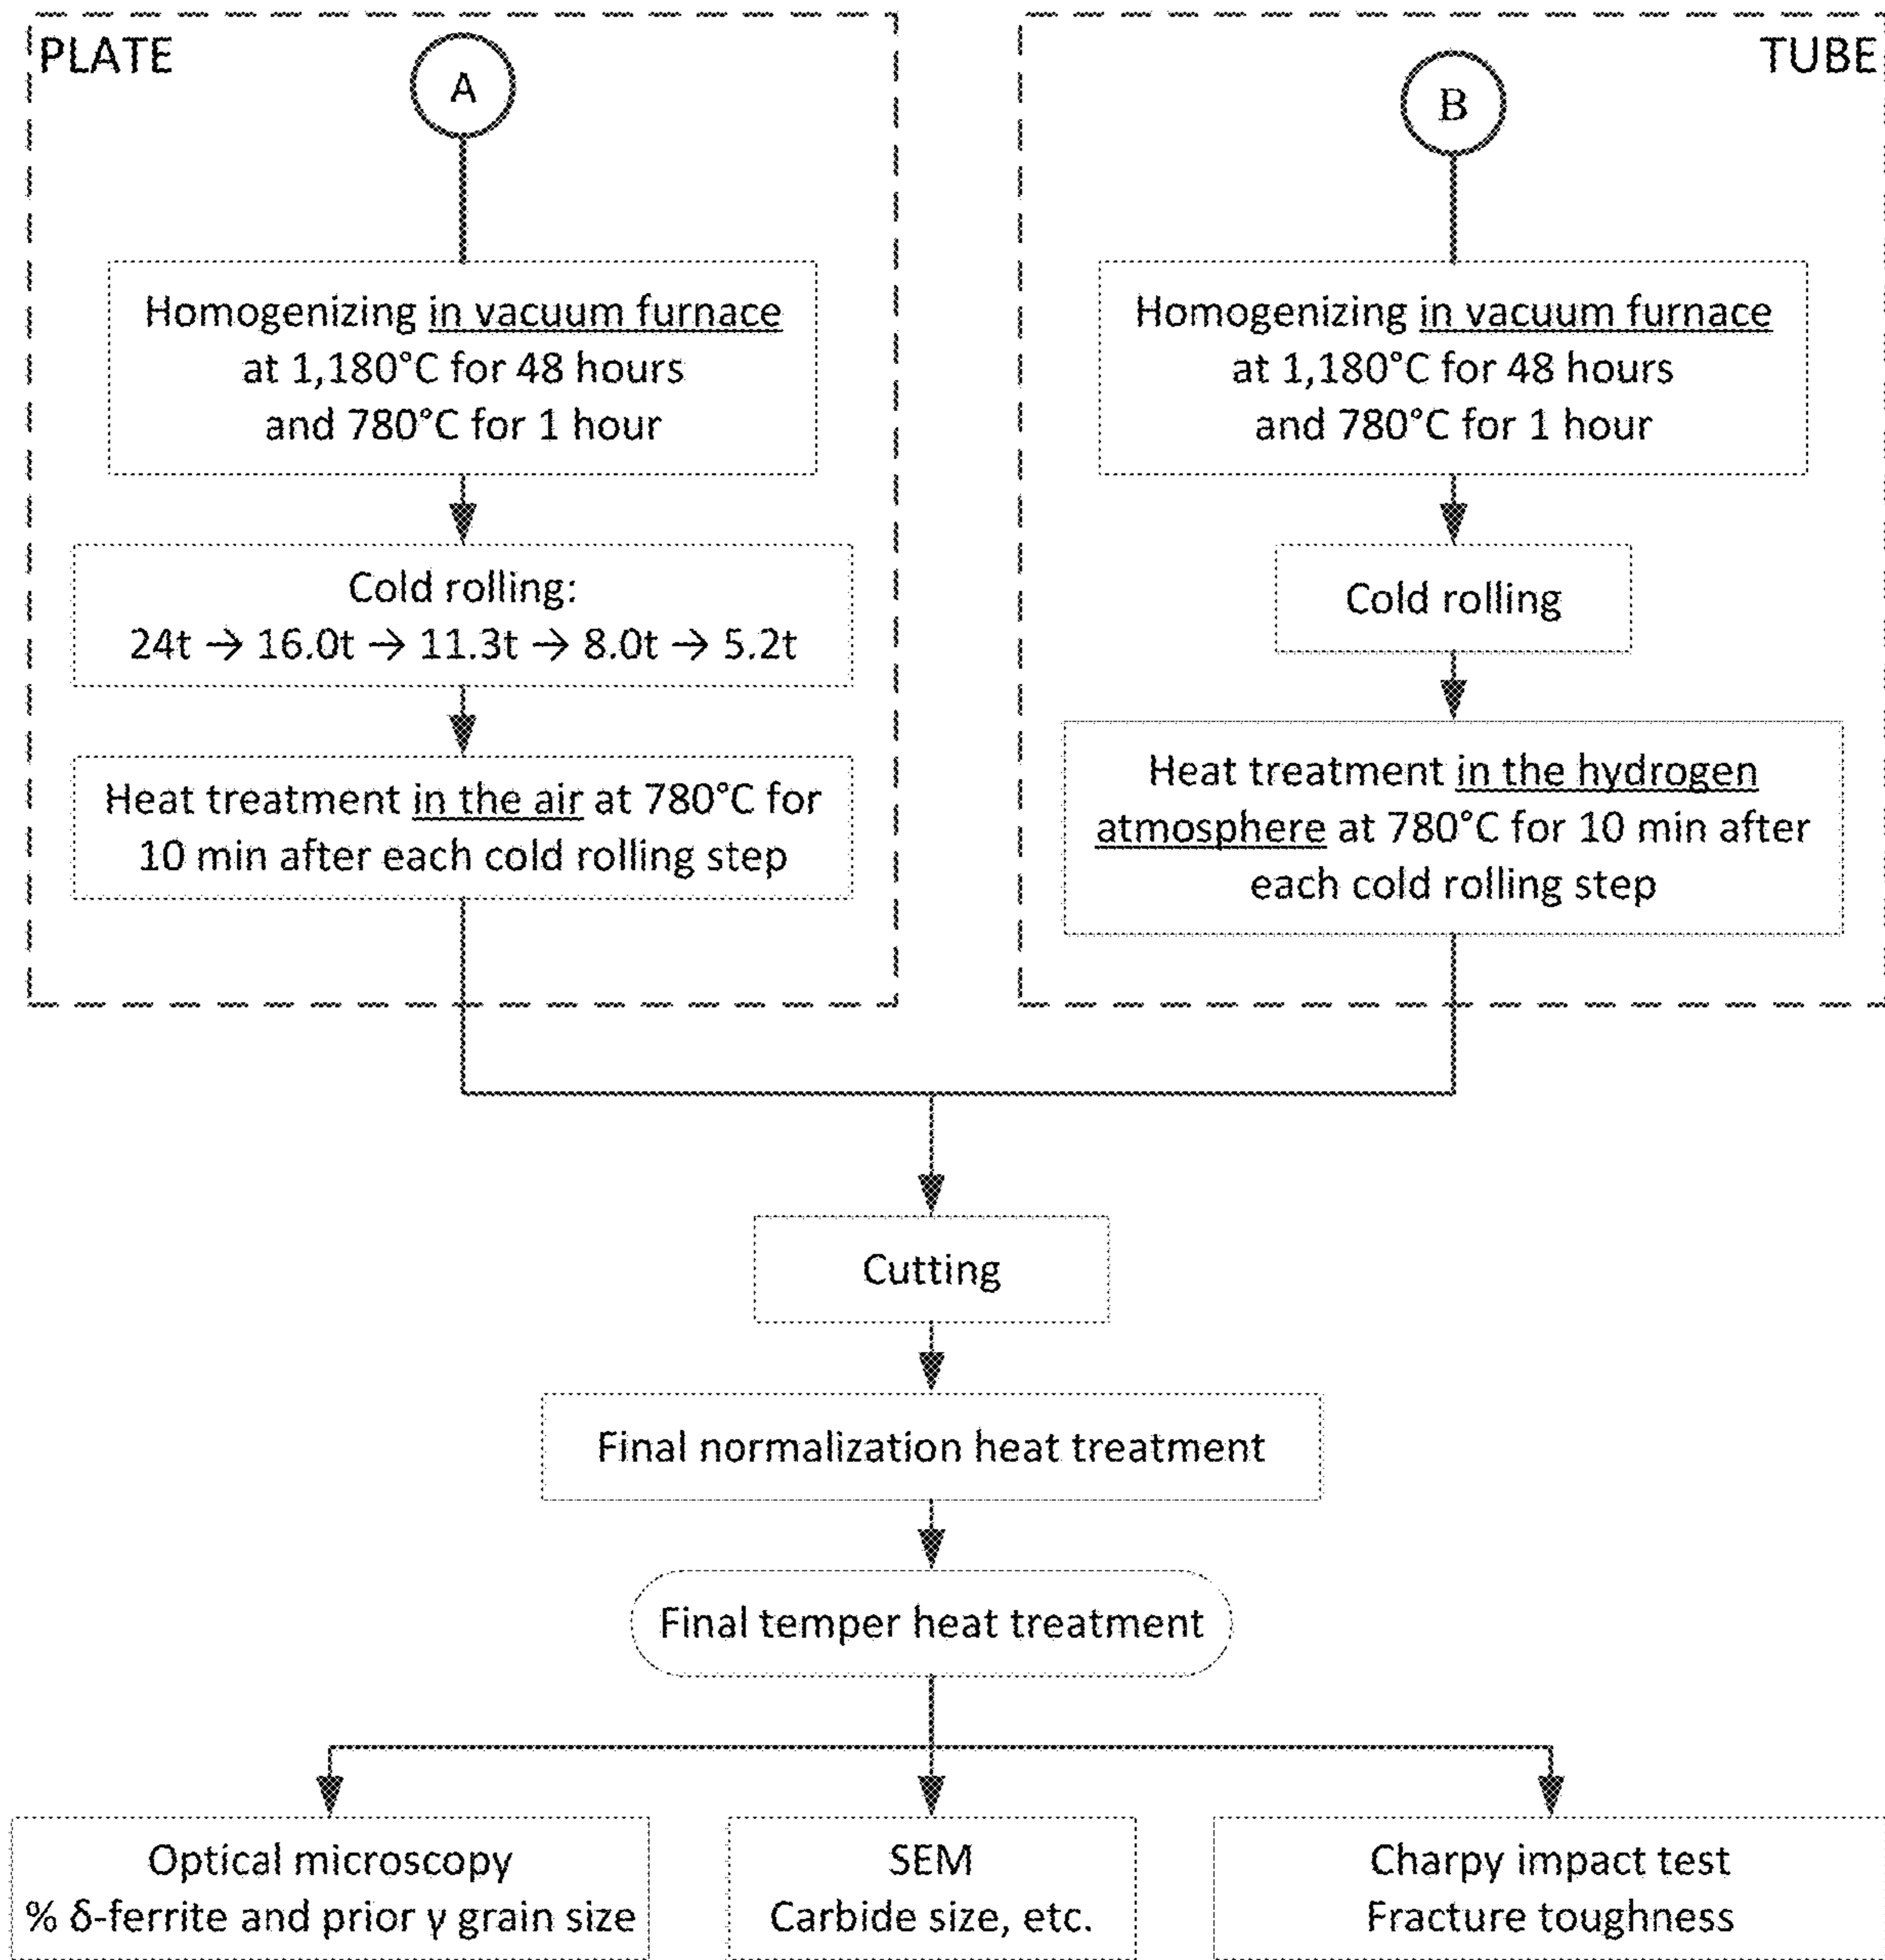 PLATE
A
Homogenizing in vacuum furnace
at 1,180°C for 48 hours
and 780°C for 1 hour
Cold rolling:
24t → 16.0t → 11.3t → 8.0t → 5.2t
Heat treatment in the air at 780°C for
10 min after each cold rolling step
TUBE
B
Homogenizing in vacuum furnace
at 1,180°C for 48 hours
and 780°C for 1 hour
Cold rolling
Heat treatment in the hydrogen
atmosphere at 780°C for 10 min after
each cold rolling step
Cutting
Final normalization heat treatment
Final temper heat treatment
Optical microscopy
% δ-ferrite and prior γ grain size
SEM
Carbide size, etc.
Charpy impact test
Fracture toughness